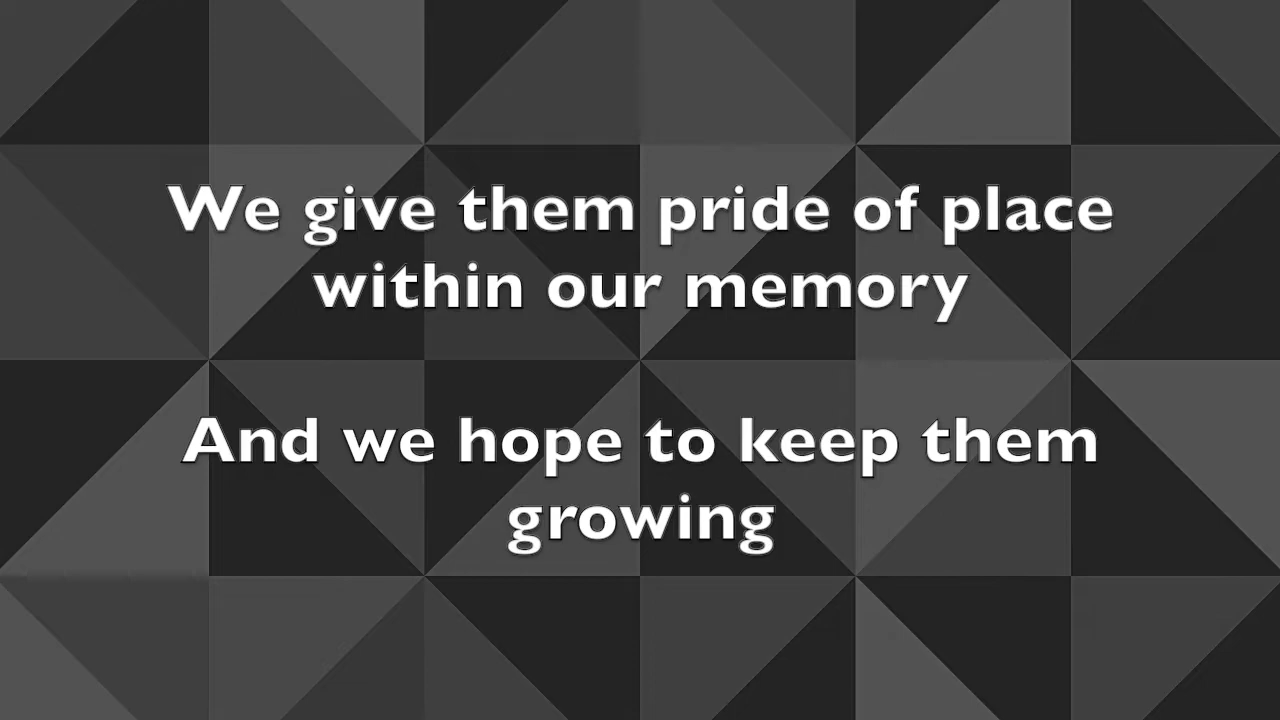 We give them pride of place
within our memory
And we hope to keep them
growing